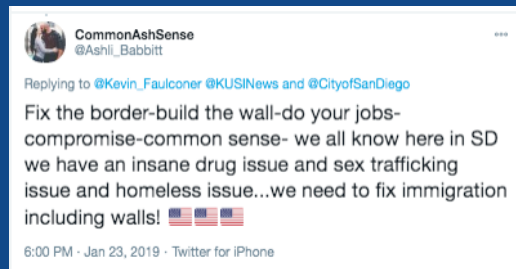 CommonAshSense
@Ashli_Babbitt
Replying to @Kevin_Faulconer @KUSINews and @CityofSanDiego
Fix the border-build the wall-do your jobs-
compromise-common sense- we all know here in SD
we have an insane drug issue and sex trafficking
issue and homeless issue...we need to fix immigration
including walls! 🇺🇸🇺🇸🇺🇸
6:00 PM · Jan 23, 2019 · Twitter for iPhone